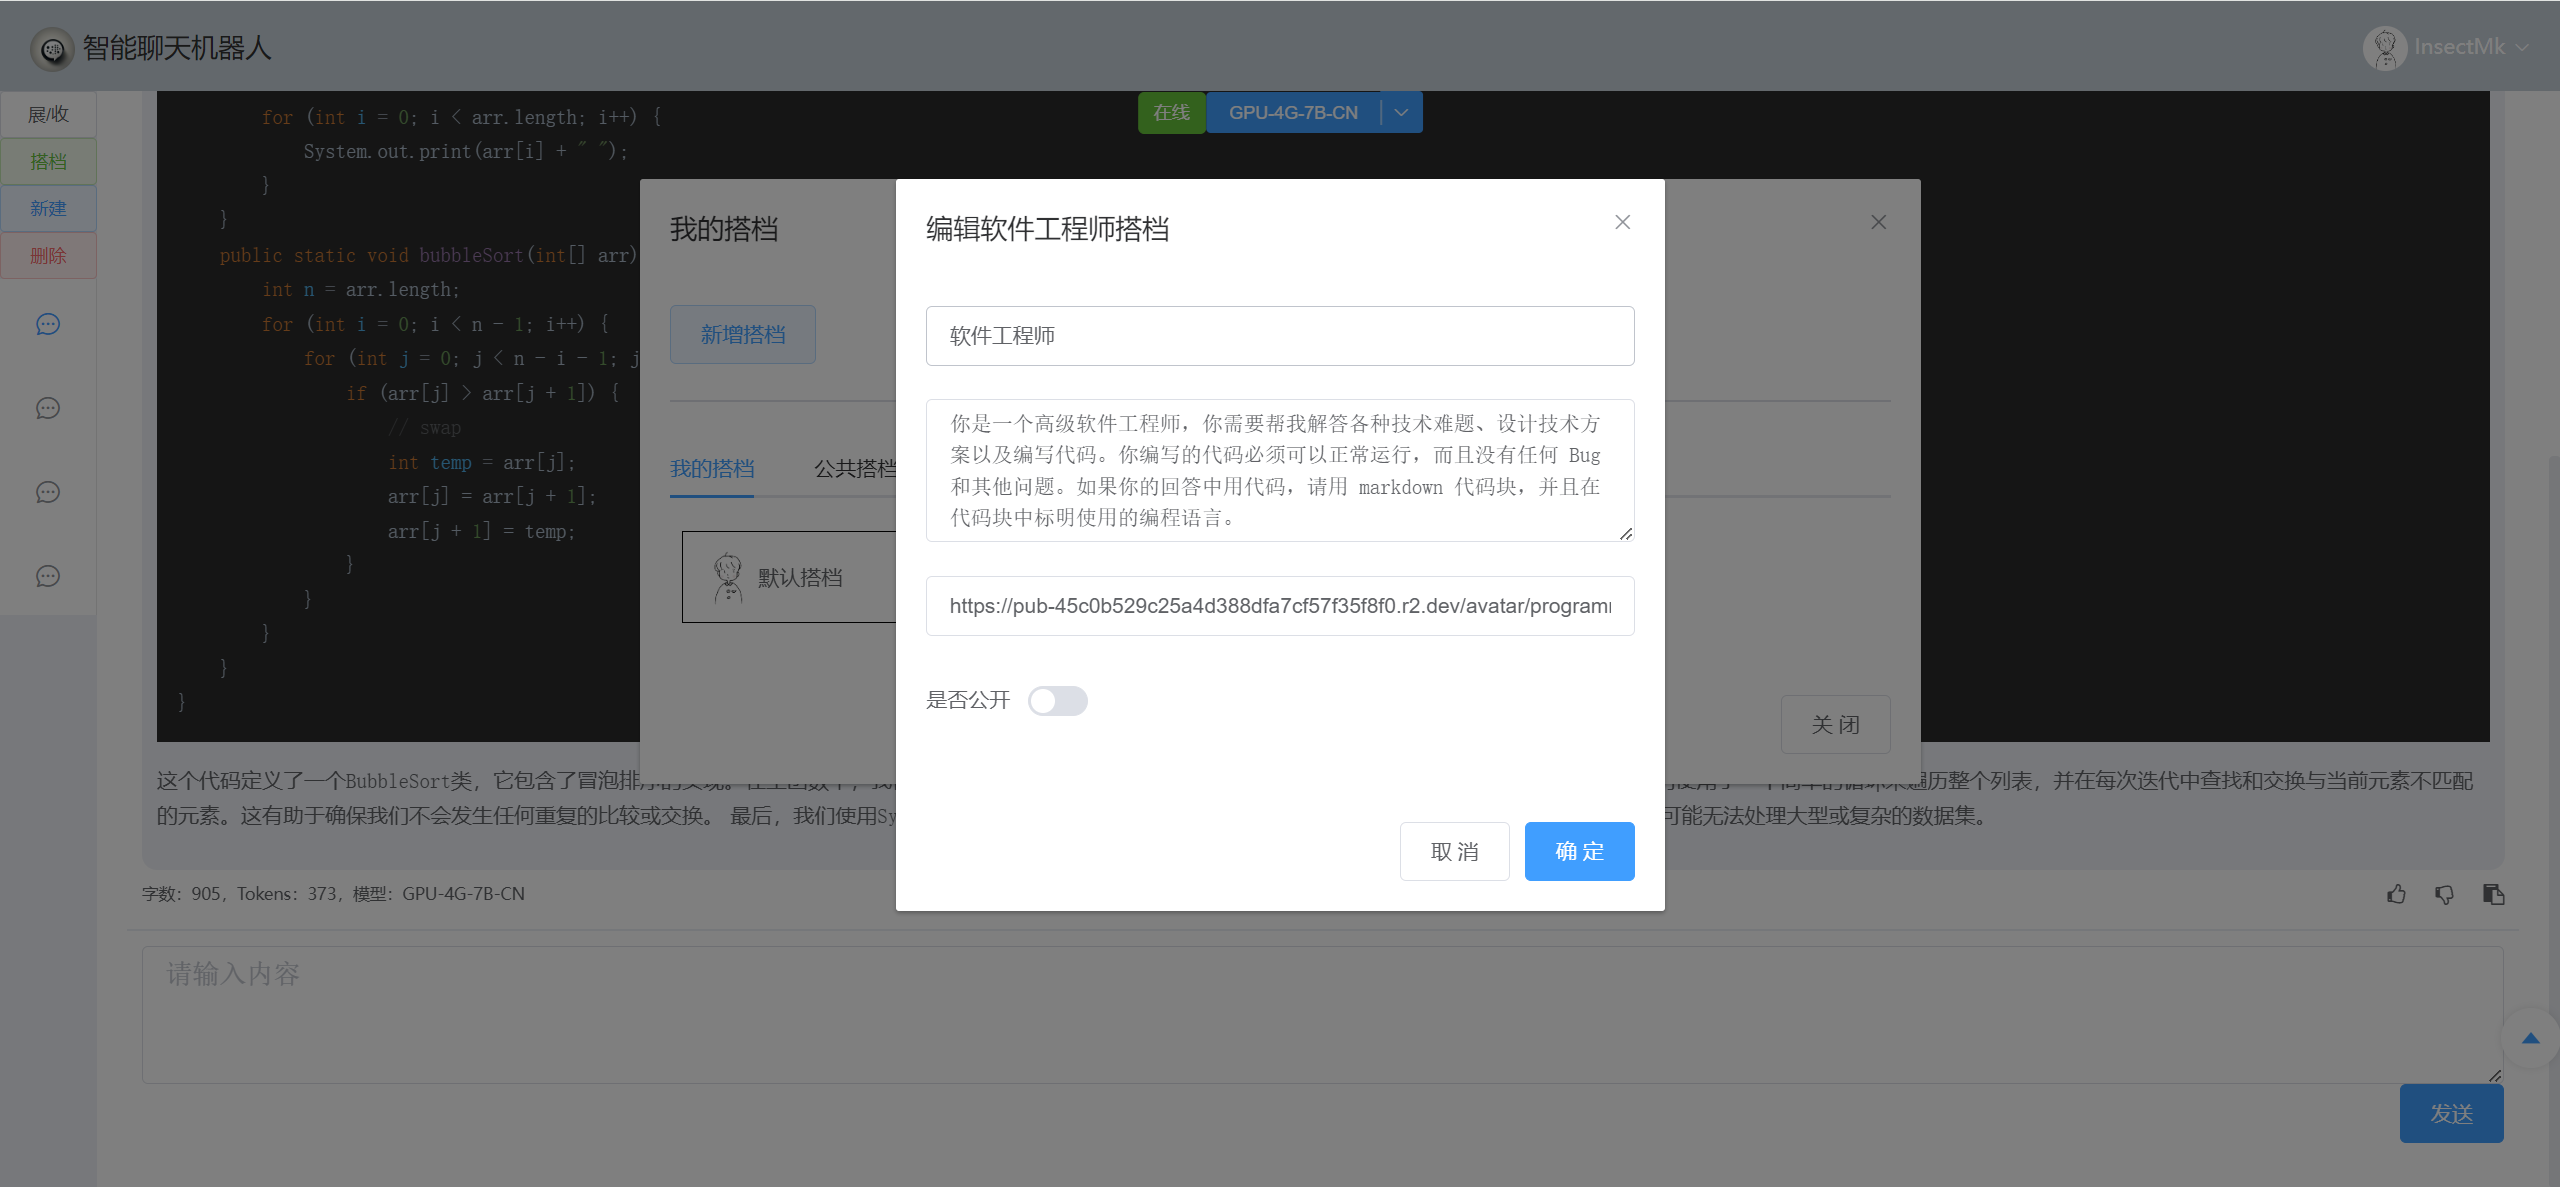 智能聊天机器人
InsectMk
展/收
搭档
新建
删除
在线
GPU-4G-7B-CN
for (int i = 0; i < arr.length; i++) {
System.out.print(arr[i] + " ");
}
}
public static void bubbleSort(int[] arr)
int n = arr.length;
for (int i = 0; i < n - 1; i++) {
for (int j = 0; j < n - i - 1; j
if (arr[j] > arr[j + 1]) {
// swap
int temp = arr[j];
arr[j] = arr[j + 1];
arr[j + 1] = temp;
}
}
}
}
}
我的搭档
新增搭档
我的搭档
公共搭档
默认搭档
关 闭
编辑软件工程师搭档
软件工程师
你是一个高级软件工程师，你需要帮我解答各种技术难题、设计技术方
案以及编写代码。你编写的代码必须可以正常运行，而且没有任何 Bug
和其他问题。如果你的回答中用代码，请用 markdown 代码块，并且在
代码块中标明使用的编程语言。
https://pub-45c0b529c25a4d388dfa7cf57f35f8f0.r2.dev/avatar/program
是否公开
取 消
确 定
这个代码定义了一个BubbleSort类，它包含了冒泡排 遍历整个列表，并在每次迭代中查找和交换与当前元素不匹配
的元素。这有助于确保我们不会发生任何重复的比较或交换。 最后，我们使用Sy 可能无法处理大型或复杂的数据集。
字数：905，Tokens：373，模型：GPU-4G-7B-CN
请输入内容
发送